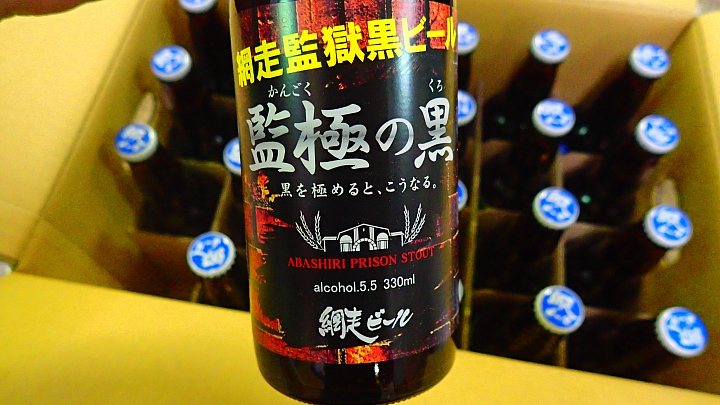 網走監獄黒ビール
かんごく くろ
監極の黒
黒を極めると、こうなる。
ABASHIRI PRISON STOUT
alcohol.5.5 330ml
網走ビール